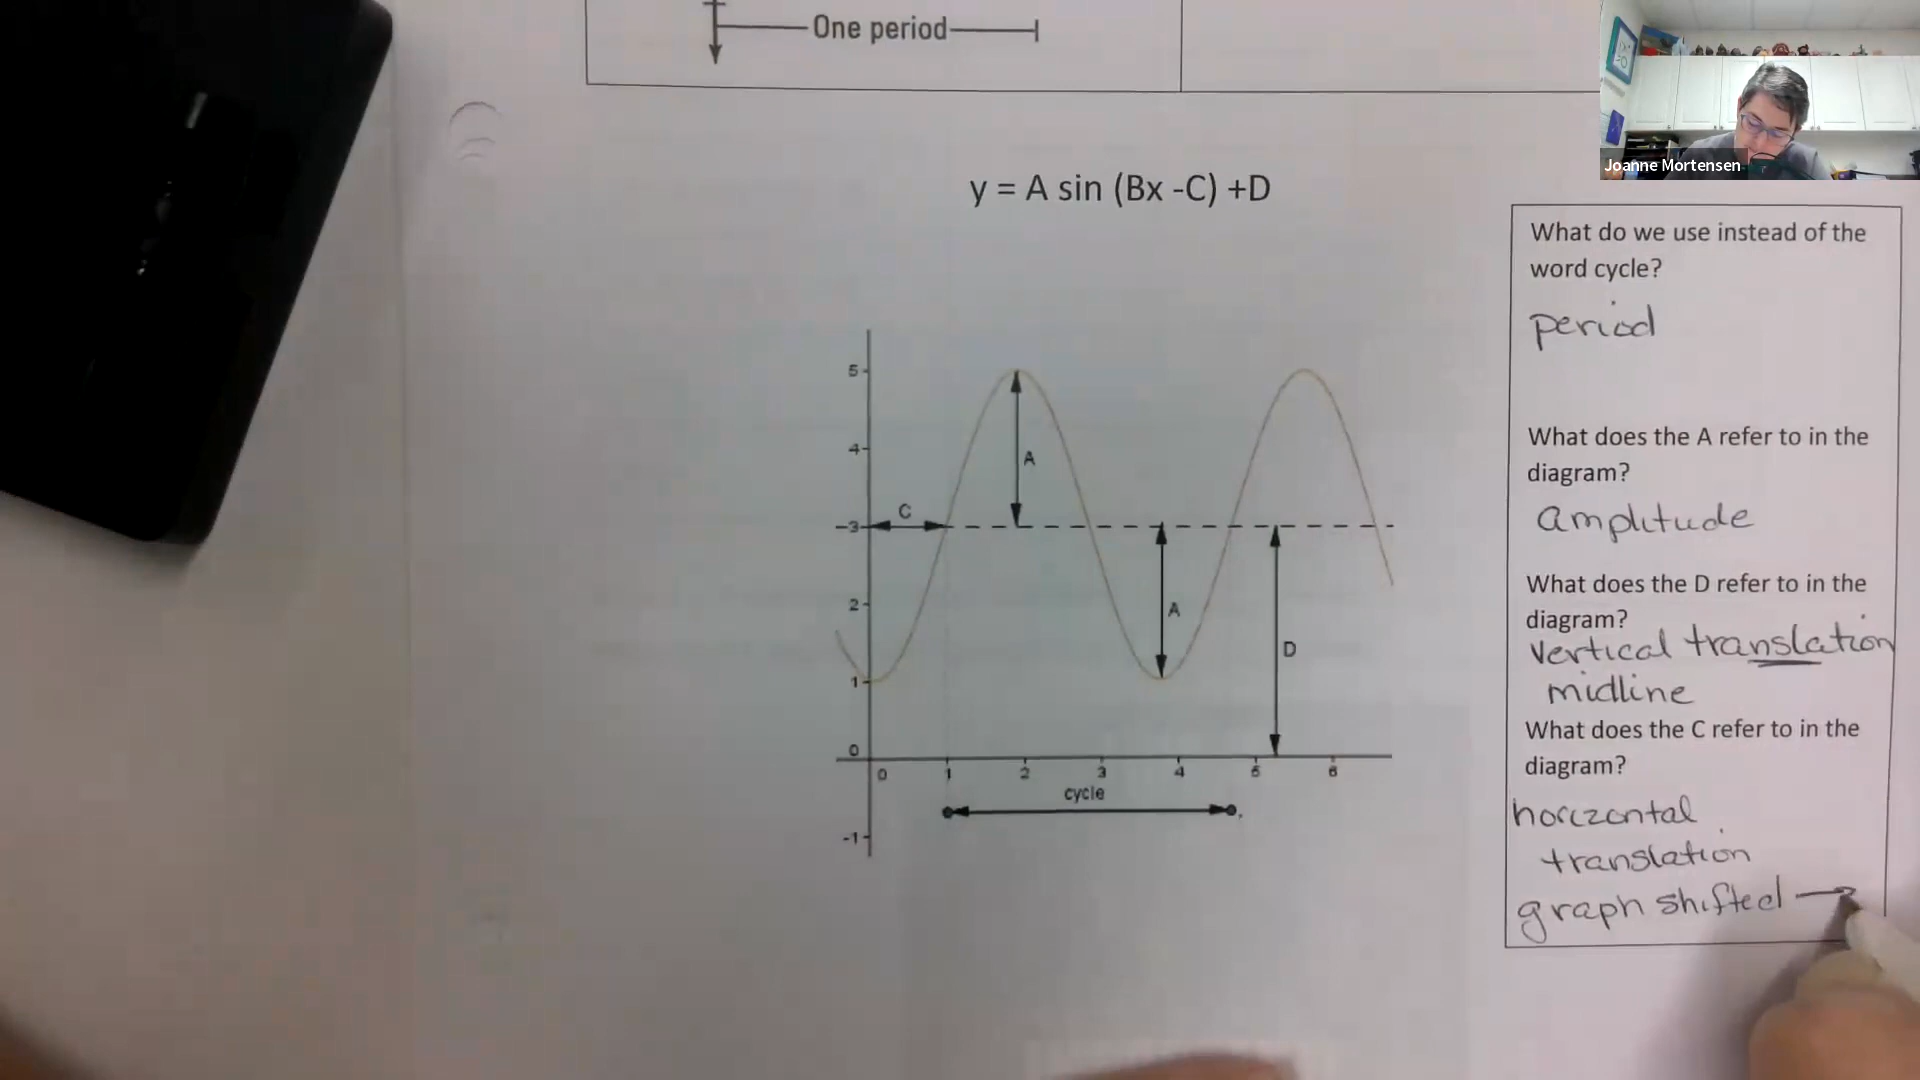 One period
Joanne Mortensen
y = A sin (Bx -C) +D
What do we use instead of the
word cycle?
period
What does the A refer to in the
diagram?
amplitude
What does the D refer to in the
diagram?
vertical translation
midline
What does the C refer to in the
diagram?
horizontal
translation
graph shifted →
5
4
3
2
1
0
-1
A
C
A
D
0 1 2 3 4 5 6
cycle